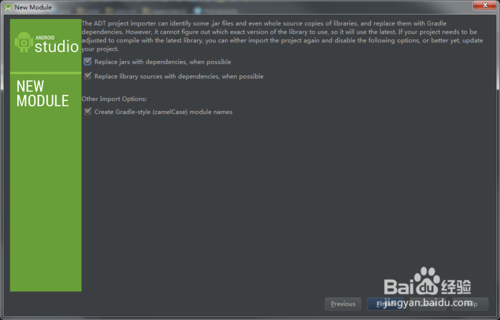 New Module
The ADT project importer can identify some .jar files and even whole source copies of libraries, and replace them with Gradle
dependencies. However, it cannot figure out which exact version of the library to use, so it will use the latest. If your project needs to be
adjusted to compile with the latest library, you can either import the project again and disable the following options, or better yet, update
your project.
ANDROID
studio
Replace jars with dependencies, when possible
Replace library sources with dependencies, when possible
NEW
MODULE
Other Import Options:
Create Gradle-style (camelCase) module names
Baidu 经验
jingyan.baidu.com
Previous